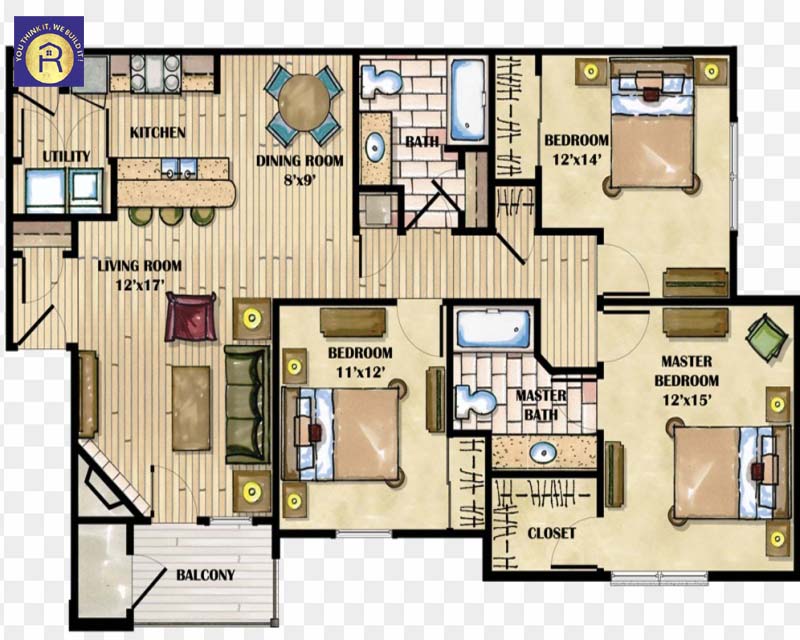 YOU THINK IT, WE BUILD IT!
R
KITCHEN
UTILITY
DINING ROOM
8'x9'
BATH
BEDROOM
12'x14'
LIVING ROOM
12'x17'
BEDROOM
11'x12'
MASTER
BEDROOM
12'x15'
MASTER
BATH
CLOSET
BALCONY